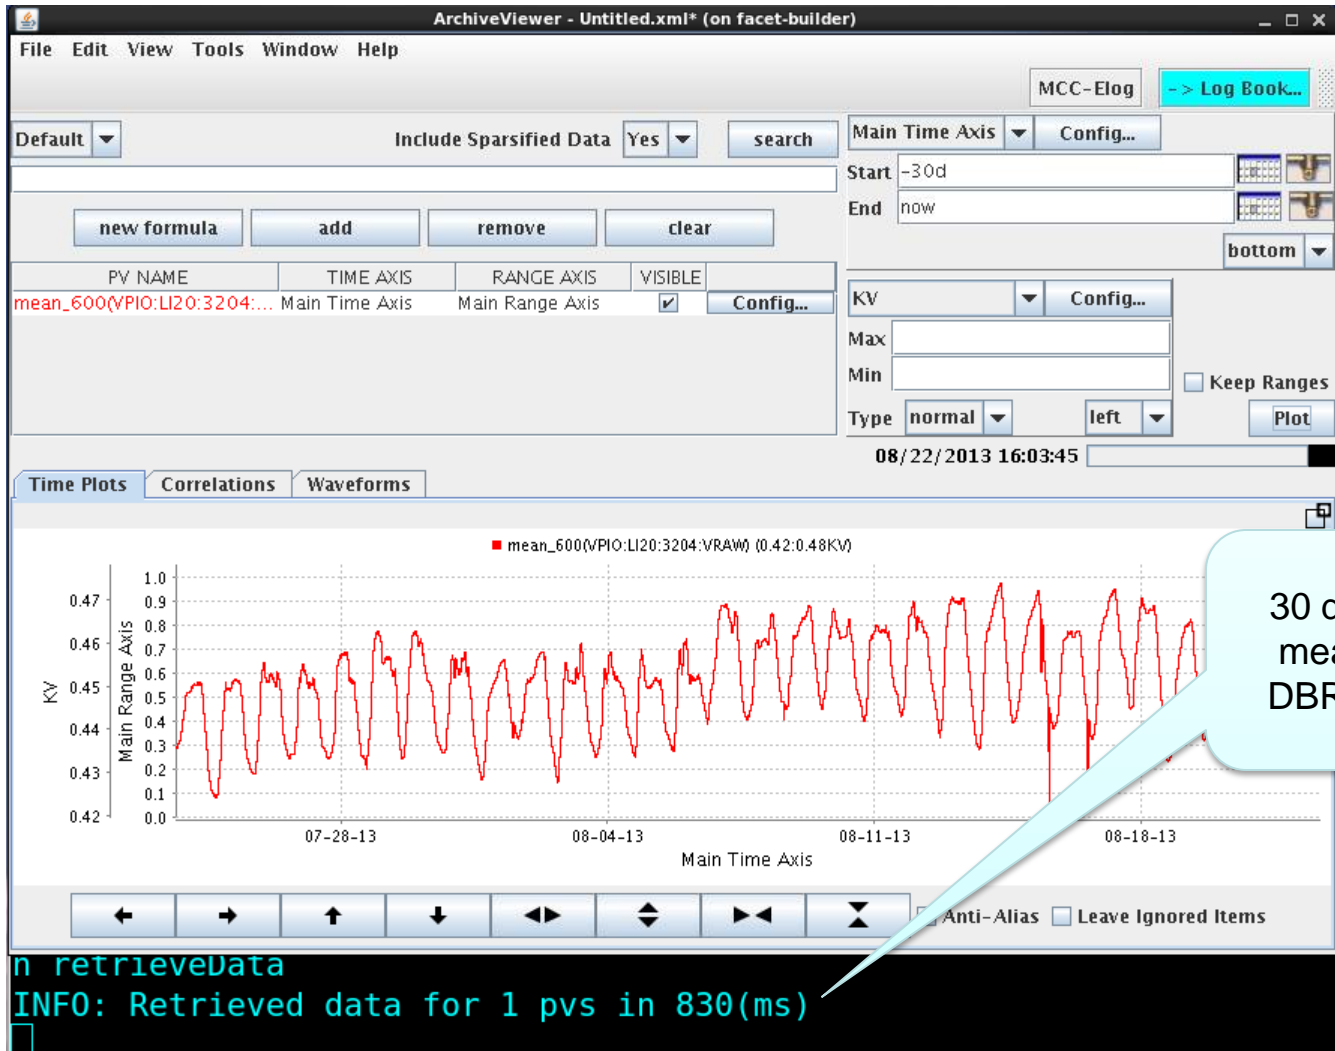 ArchiveViewer - Untitled.xml* (on facet-builder)
File Edit View Tools Window Help
MCC-Elog -> Log Book...
Default Include Sparsified Data Yes search
Main Time Axis Config...
Start -30d
End now
new formula add remove clear
bottom
PV NAME TIME AXIS RANGE AXIS VISIBLE
mean_600(VPIO:LI20:3204:... Main Time Axis Main Range Axis Config...
KV Config...
Max
Min
Keep Ranges
Type normal left Plot
08/22/2013 16:03:45
Time Plots Correlations Waveforms
mean_600(VPIO:LI20:3204:VRAW) (0.42:0.48KV)
1.0
0.9
0.8
0.7
0.6
0.5
0.4
0.3
0.2
0.1
0.0
Main Range Axis
0.47
0.46
0.45
0.44
0.43
0.42
KV
07-28-13 08-04-13 08-11-13 08-18-13
Main Time Axis
30
DBR
Anti-Alias Leave Ignored Items
n retrieveData
INFO: Retrieved data for 1 pvs in 830(ms)